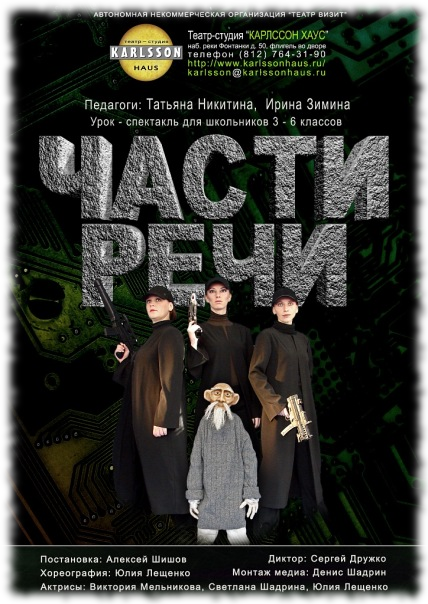 АВТОНОМНАЯ НЕКОММЕРЧЕСКАЯ ОРГАНИЗАЦИЯ "ТЕАТР ВИЗИТ"
театр-студия
KARLSSON
HAUS
Театр-студия "КАРЛССОН ХАУС"
наб. реки Фонтанки д. 50, флигель во дворе
телефон (812) 764-31-90
http://www.karlssonhaus.ru/
karlsson@karlssonhaus.ru
Педагоги: Татьяна Никитина, Ирина Зимина
Урок - спектакль для школьников 3 - 6 классов
ЧАСТИ
РЕЧИ
Постановка: Алексей Шишов
Хореография: Юлия Лещенко
Диктор: Сергей Дружко
Монтаж медиа: Денис Шадрин
Актрисы: Виктория Мельникова, Светлана Шадрина, Юлия Лещенко